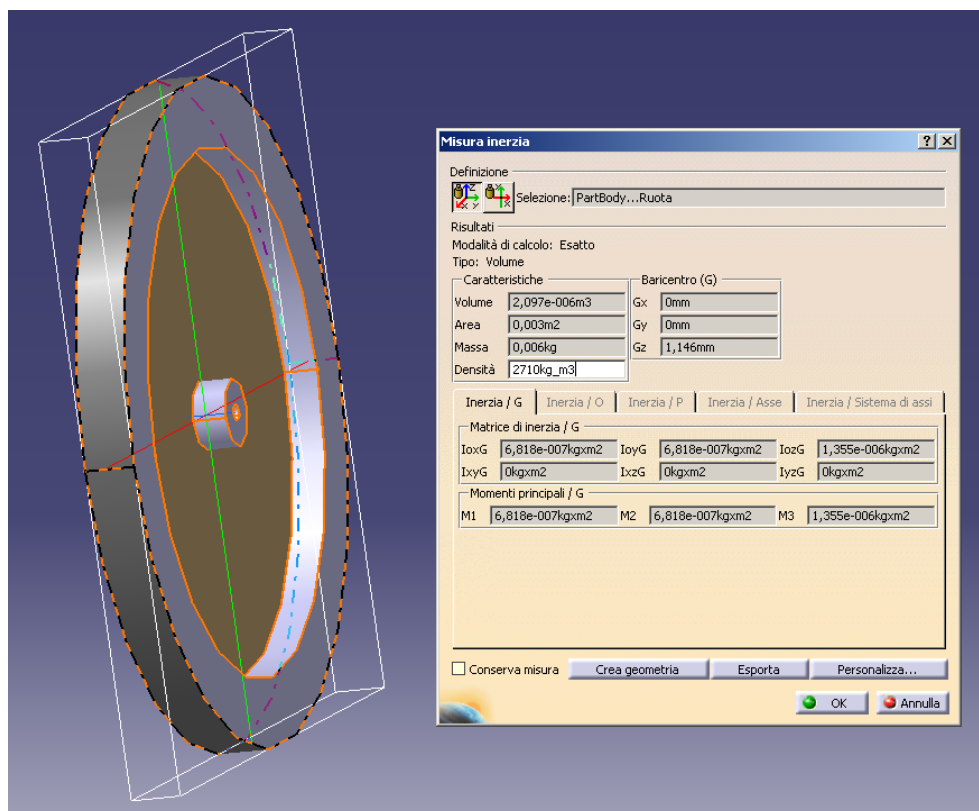 Misura inerzia
Definizione
Selezione: PartBody...Ruota
Risultati
Modalità di calcolo: Esatto
Tipo: Volume
Caratteristiche
Volume 2,097e-006m3
Area 0,003m2
Massa 0,006kg
Densità 2710kg_m3
Baricentro (G)
Gx 0mm
Gy 0mm
Gz 1,146mm
Inerzia / G Inerzia / O Inerzia / P Inerzia / Asse Inerzia / Sistema di assi
Matrice di inerzia / G
IoxG 6,818e-007kgxm2 IoyG 6,818e-007kgxm2 IozG 1,355e-006kgxm2
IxyG 0kgxm2 IxzG 0kgxm2 IyzG 0kgxm2
Momenti principali / G
M1 6,818e-007kgxm2 M2 6,818e-007kgxm2 M3 1,355e-006kgxm2
Conserva misura Crea geometria Esporta Personalizza...
OK Annulla